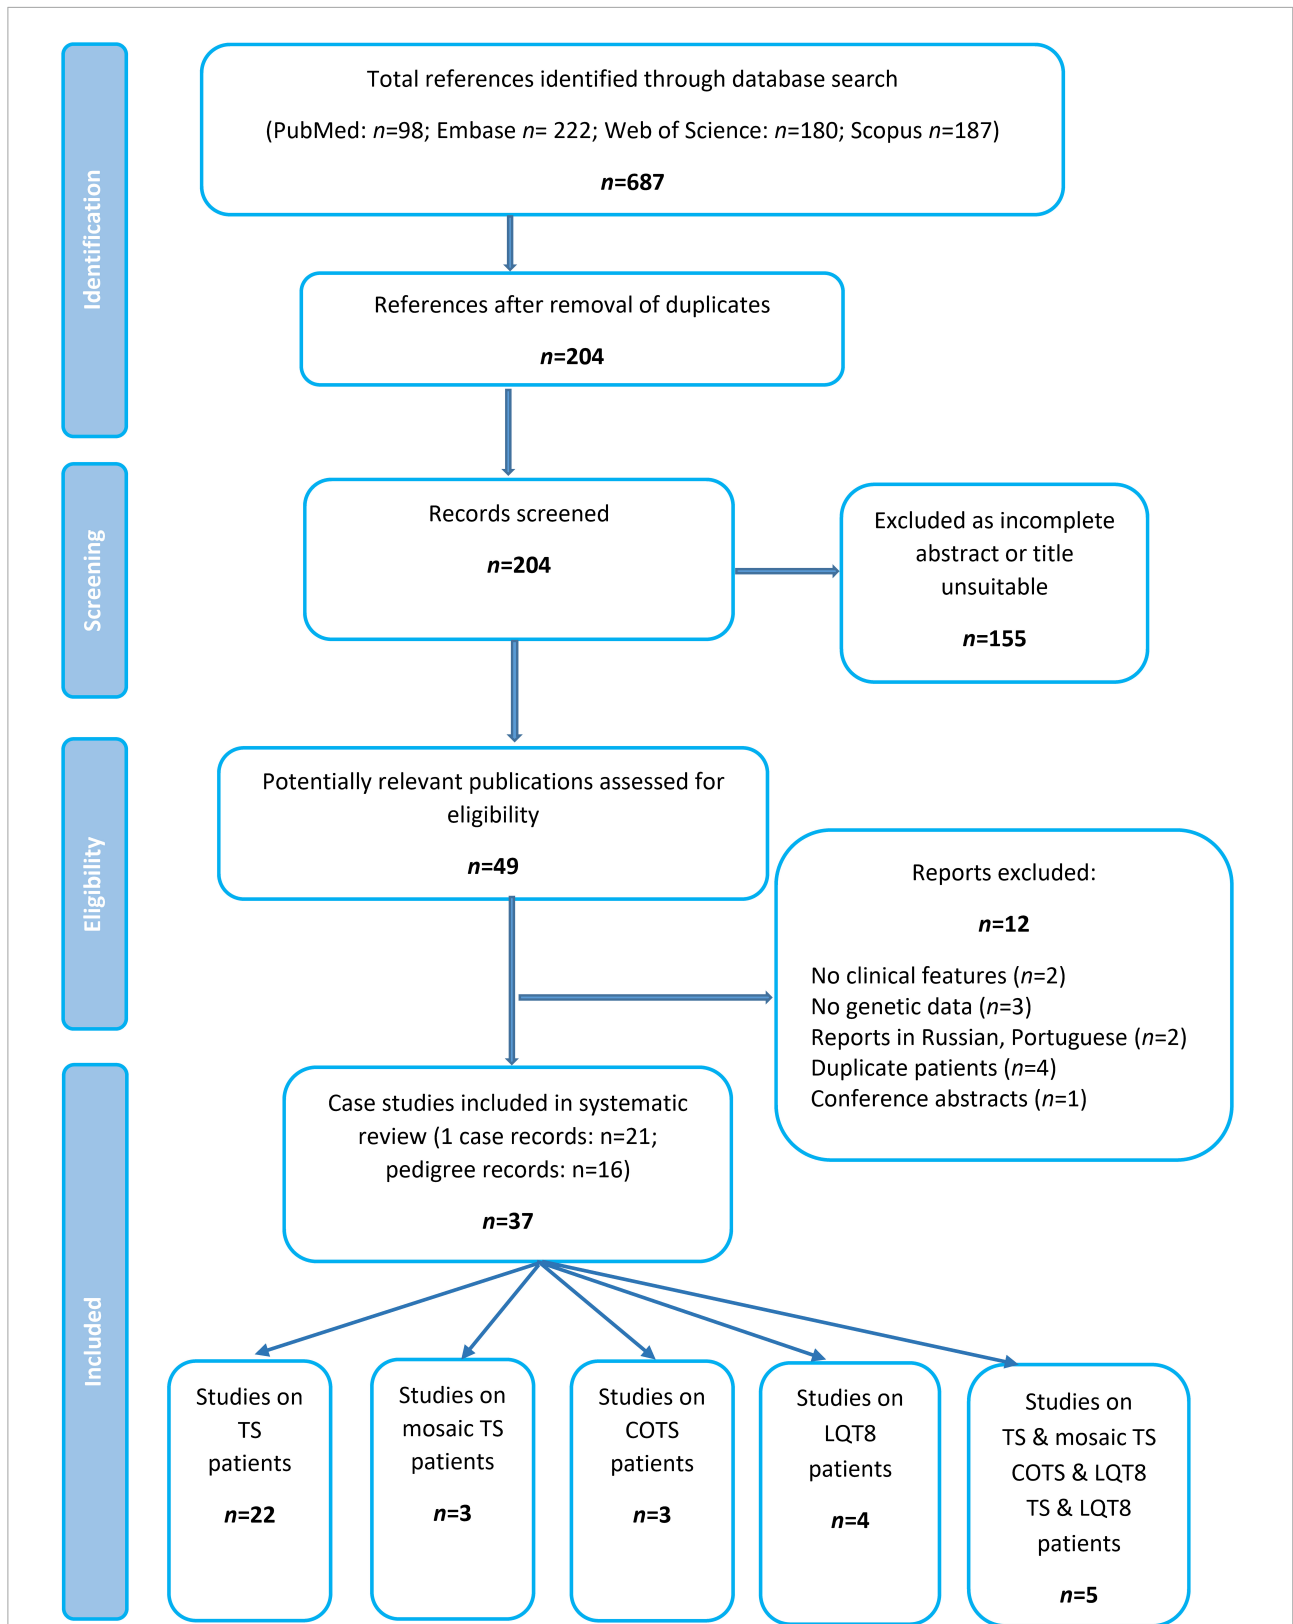 Identification
Total references identified through database search
(PubMed: n=98; Embase n= 222; Web of Science: n=180; Scopus n=187)
n=687
References after removal of duplicates
n=204
Screening
Records screened
n=204
Excluded as incomplete
abstract or title
unsuitable
n=155
Eligibility
Potentially relevant publications assessed for
eligibility
n=49
Reports excluded:
n=12
No clinical features (n=2)
No genetic data (n=3)
Reports in Russian, Portuguese (n=2)
Duplicate patients (n=4)
Conference abstracts (n=1)
Included
Case studies included in systematic
review (1 case records: n=21;
pedigree records: n=16)
n=37
Studies on
TS
patients
n=22
Studies on
mosaic TS
patients
n=3
Studies on
COTS
patients
n=3
Studies on
LQT8
patients
n=4
Studies on
TS & mosaic TS
COTS & LQT8
TS & LQT8
patients
n=5